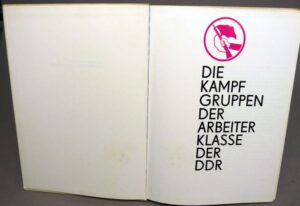 DIE
KAMPF
GRUPPEN
DER
ARBEITER
KLASSE
DER
DDR